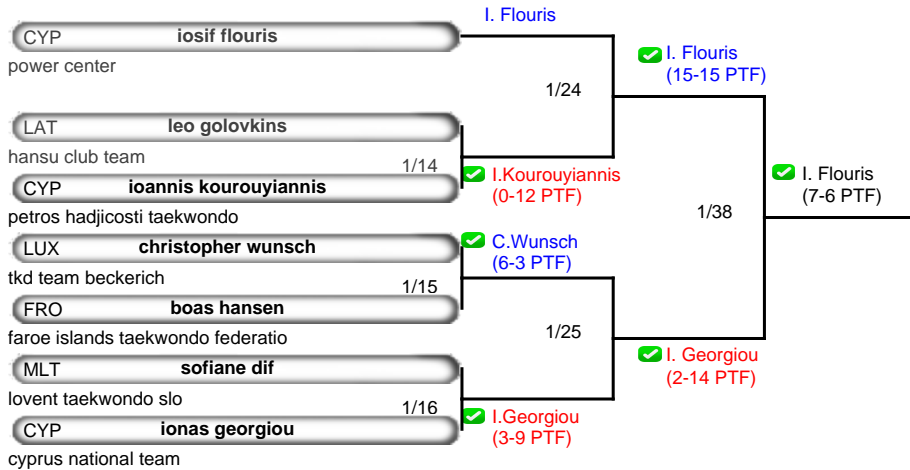 I. Flouris
CYP iosif flouris
power center
I. Flouris
(15-15 PTF)
1/24
LAT leo golovkins
hansu club team
1/14
I.Kourouyiannis
(0-12 PTF)
CYP ioannis kourouyiannis
petros hadjicosti taekwondo
I. Flouris
(7-6 PTF)
1/38
LUX christopher wunsch
tkd team beckerich
C.Wunsch
(6-3 PTF)
1/15
FRO boas hansen
faroe islands taekwondo federatio
1/25
MLT sofiane dif
lovent taekwondo slo
I. Georgiou
(2-14 PTF)
1/16
I.Georgiou
(3-9 PTF)
CYP ionas georgiou
cyprus national team